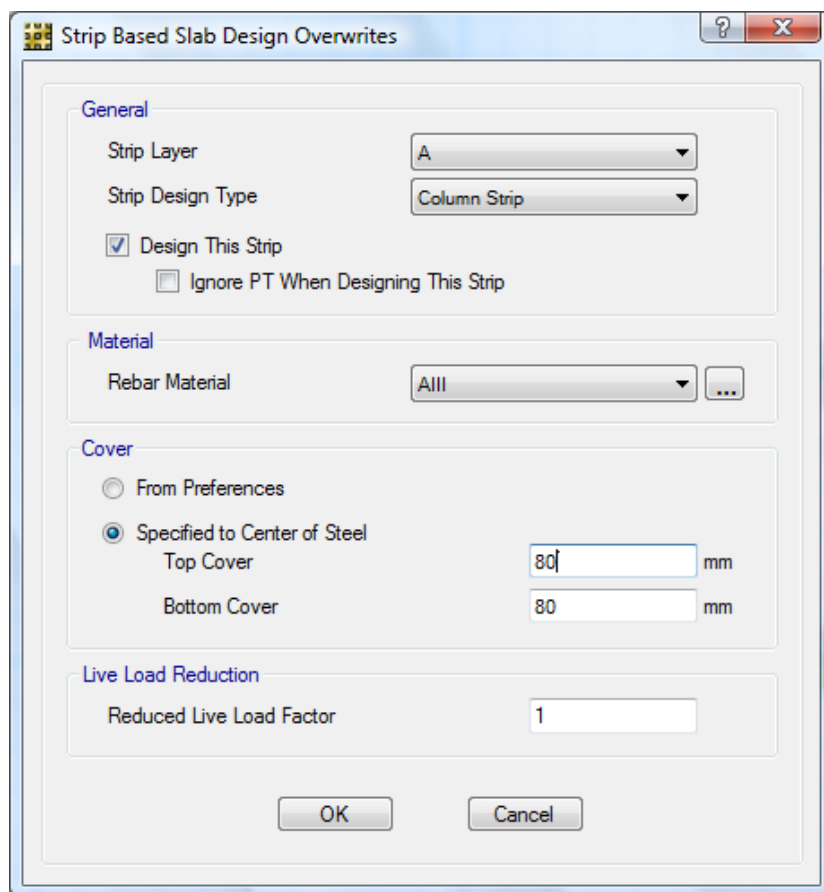 Strip Based Slab Design Overwrites
?
General
Strip Layer A
Strip Design Type Column Strip
Design This Strip
Ignore PT When Designing This Strip
Material
Rebar Material AIII ...
Cover
From Preferences
Specified to Center of Steel
Top Cover 80 mm
Bottom Cover 80 mm
Live Load Reduction
Reduced Live Load Factor 1
OK Cancel